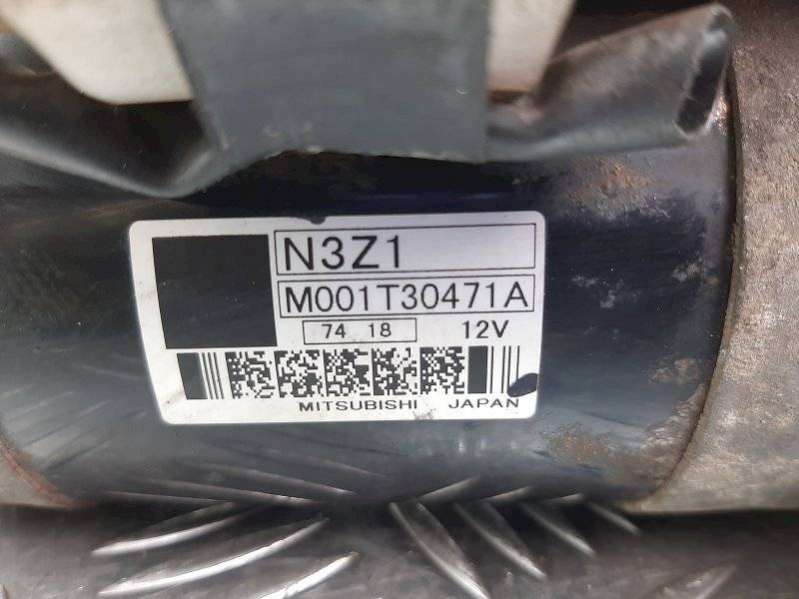 N3Z1
M001T30471A
74 18 12V
MITSUBISHI JAPAN